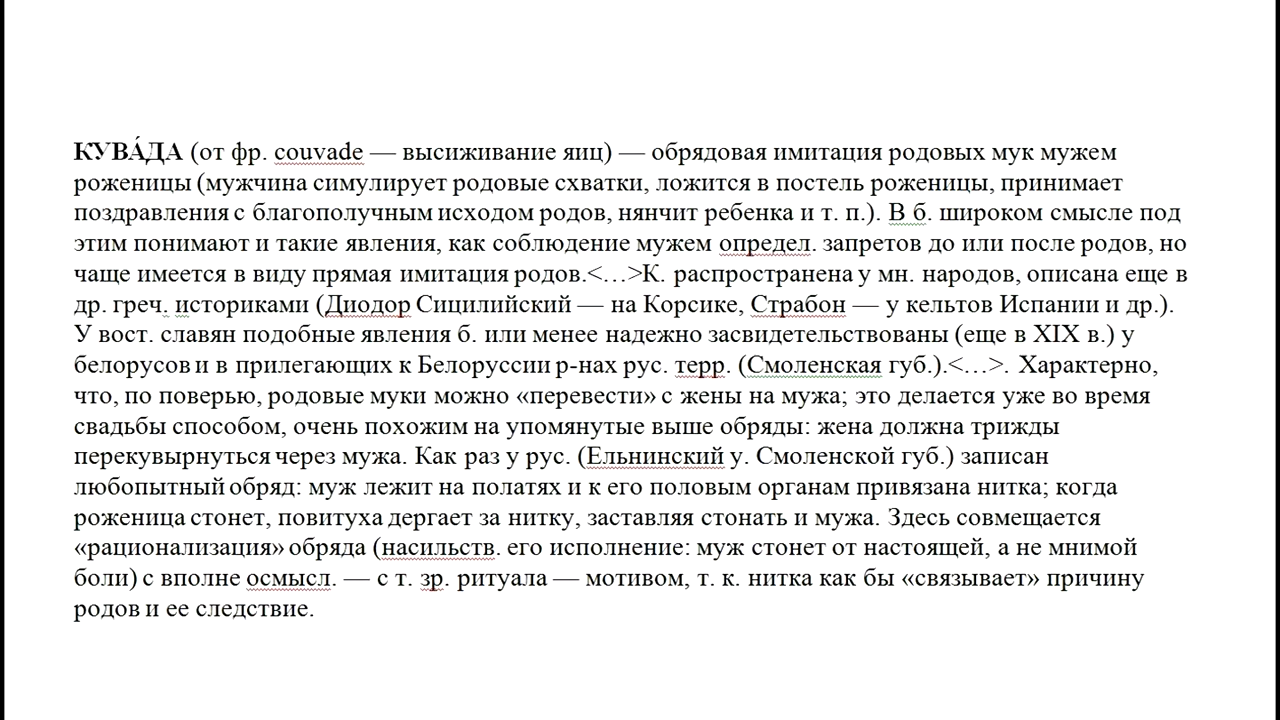 КУВА́ДА (от фр. couvade — высиживание яиц) — обрядовая имитация родовых мук мужем
роженицы (мужчина симулирует родовые схватки, ложится в постель роженицы, принимает
поздравления с благополучным исходом родов, нянчит ребенка и т. п.). В б. широком смысле под
этим понимают и такие явления, как соблюдение мужем определ. запретов до или после родов, но
чаще имеется в виду прямая имитация родов.<…>К. распространена у мн. народов, описана еще в
др. греч. историками (Диодор Сицилийский — на Корсике, Страбон — у кельтов Испании и др.).
У вост. славян подобные явления б. или менее надежно засвидетельствованы (еще в XIX в.) у
белорусов и в прилегающих к Белоруссии р-нах рус. терр. (Смоленская губ.).<…>. Характерно,
что, по поверью, родовые муки можно «перевести» с жены на мужа; это делается уже во время
свадьбы способом, очень похожим на упомянутые выше обряды: жена должна трижды
перекувырнуться через мужа. Как раз у рус. (Ельнинский у. Смоленской губ.) записан
любопытный обряд: муж лежит на полатях и к его половым органам привязана нитка; когда
роженица стонет, повитуха дергает за нитку, заставляя стонать и мужа. Здесь совмещается
«рационализация» обряда (насильств. его исполнение: муж стонет от настоящей, а не мнимой
боли) с вполне осмысл. — с т. зр. ритуала — мотивом, т. к. нитка как бы «связывает» причину
родов и ее следствие.